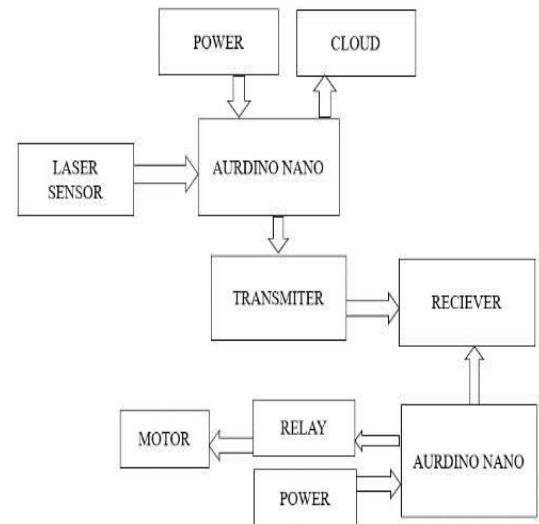 POWER
CLOUD
LASER
SENSOR
AURDINO NANO
TRANSMITER
RECIEVER
MOTOR
RELAY
AURDINO NANO
POWER